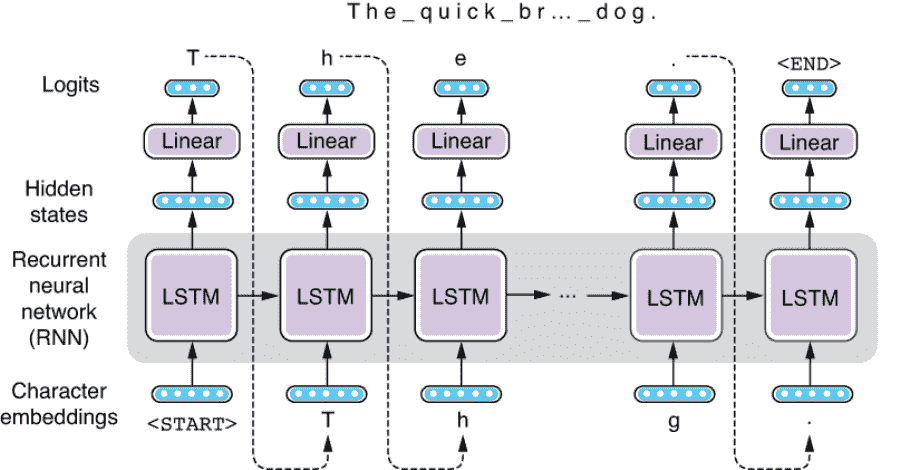 The_quick_br..._dog.
T h e . <END>
Logits
Linear Linear Linear Linear Linear
Hidden
states
Recurrent
neural
network
(RNN)
LSTM LSTM LSTM ... LSTM LSTM
Character
embeddings
<START> T h g .